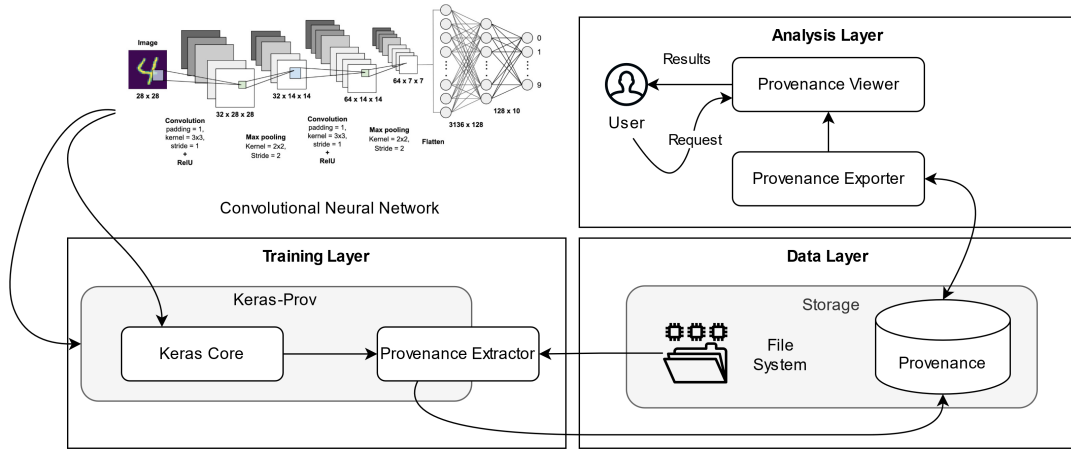 Image
28 x 28
32 x 28 x 28
32 x 14 x 14
64 x 14 x 14
64 x 7 x 7
3136 x 128
128 x 10
0
1
9
Convolution
padding = 1,
kernel = 3x3,
stride = 1
+
RelU
Max pooling
Kernel = 2x2,
Stride = 2
Convolution
padding = 1,
kernel = 3x3,
stride = 1
+
ReLU
Max pooling
Kernel = 2x2,
Stride = 2
Flatten
Convolutional Neural Network
Analysis Layer
Results
Provenance Viewer
User
Request
Provenance Exporter
Training Layer
Keras-Prov
Keras Core
Provenance Extractor
Data Layer
Storage
File
System
Provenance